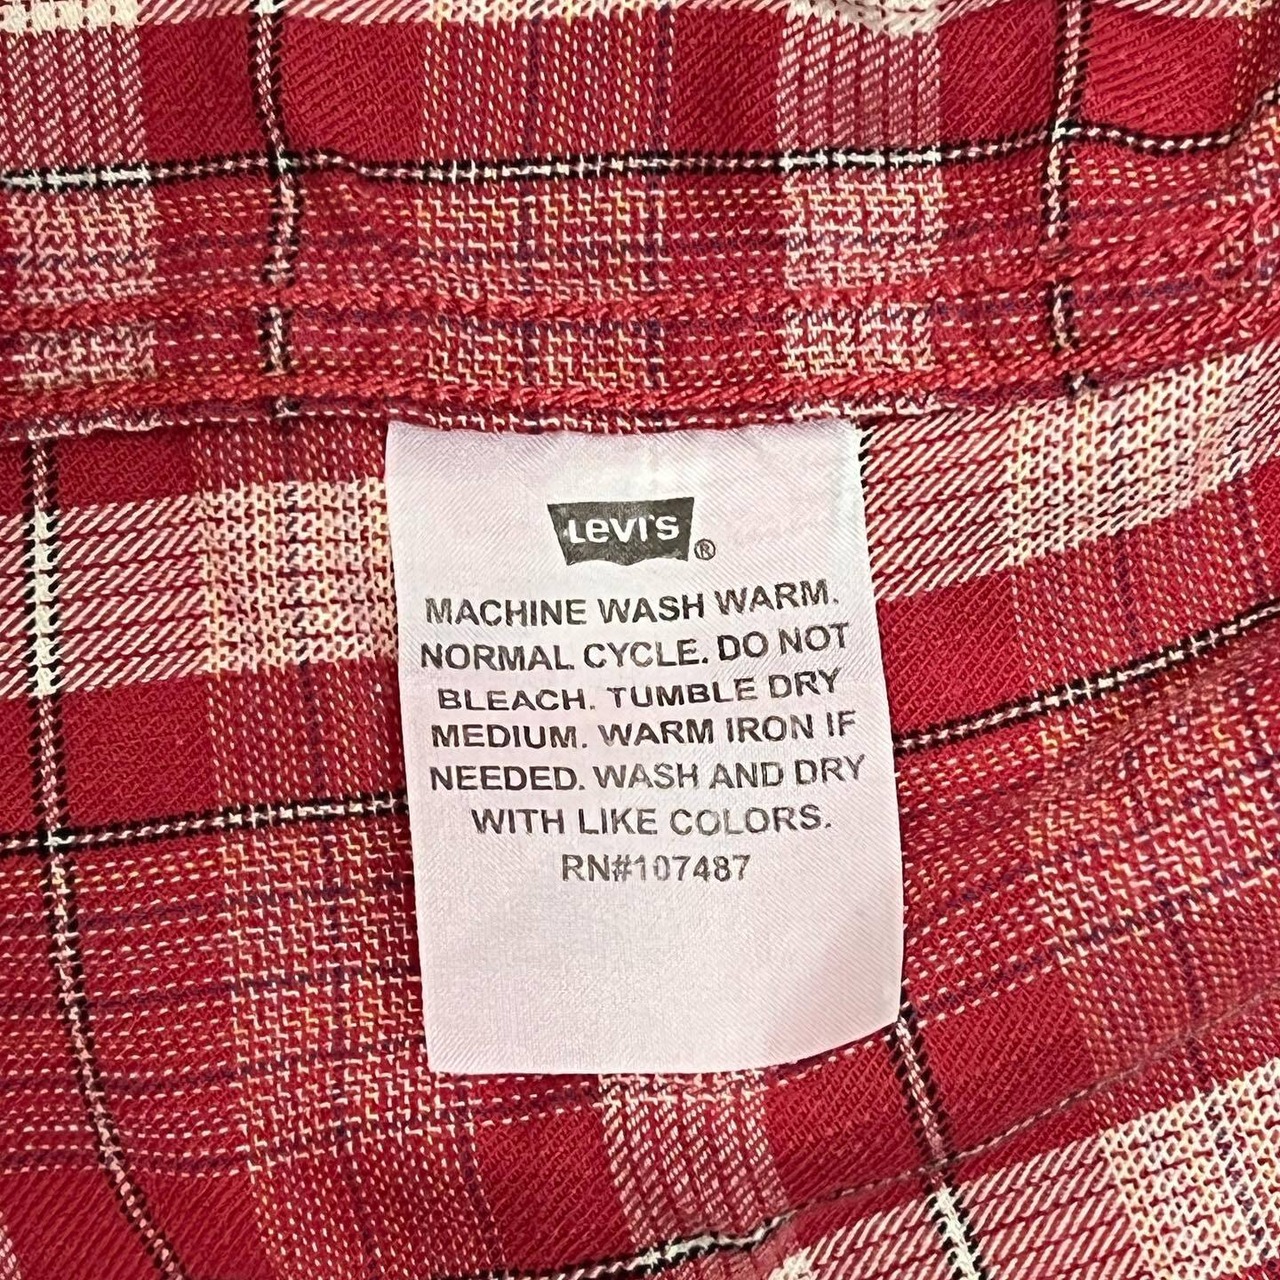 LEVI'S ®
MACHINE WASH WARM.
NORMAL CYCLE. DO NOT
BLEACH. TUMBLE DRY
MEDIUM. WARM IRON IF
NEEDED. WASH AND DRY
WITH LIKE COLORS.
RN#107487